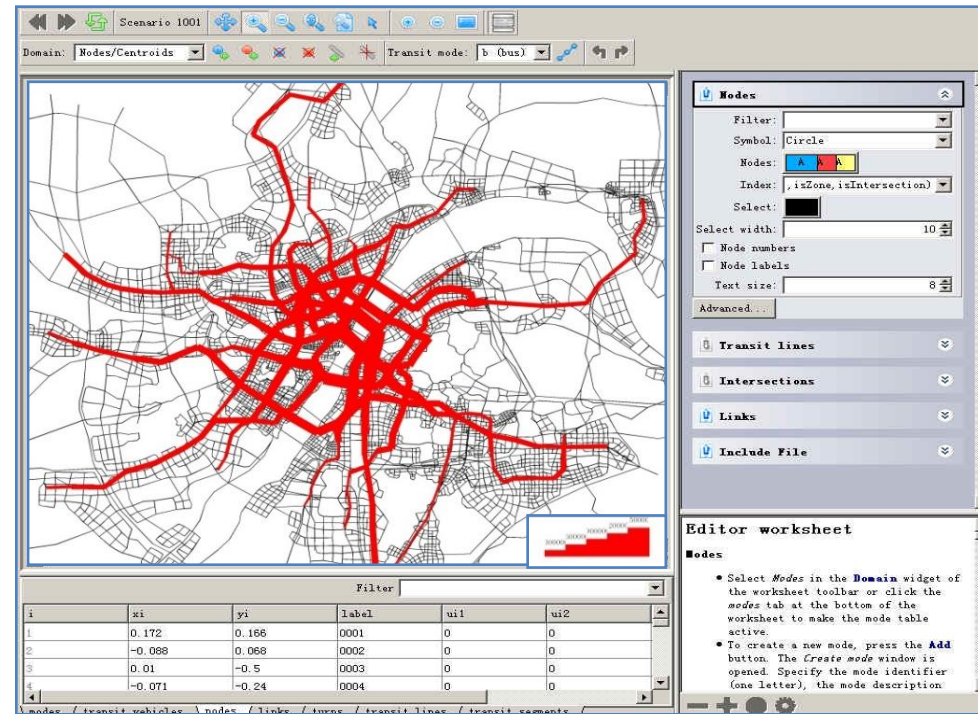 Scenario 1001
Domain: Nodes/Centroids Transit mode: b (bus)
Nodes
Filter:
Symbol: Circle
Nodes: A A A
Index: ,isZone,isIntersection)
Select:
Select width: 10
Node numbers
Node labels
Text size: 8
Advanced...
Transit lines
Intersections
Links
Include File
Filter
i xi yi label ui1 ui2
1 0.172 0.166 0001 0 0
2 -0.088 0.068 0002 0 0
3 0.01 -0.5 0003 0 0
4 -0.071 -0.24 0004 0 0
modes / transit vehicles \ nodes / links / turns / transit lines / transit segments /
Editor worksheet
Modes
• Select Modes in the Domain widget of
the worksheet toolbar or click the
modes tab at the bottom of the
worksheet to make the mode table
active.
• To create a new mode, press the Add
button. The Create mode window is
opened. Specify the mode identifier
(one letter), the mode description